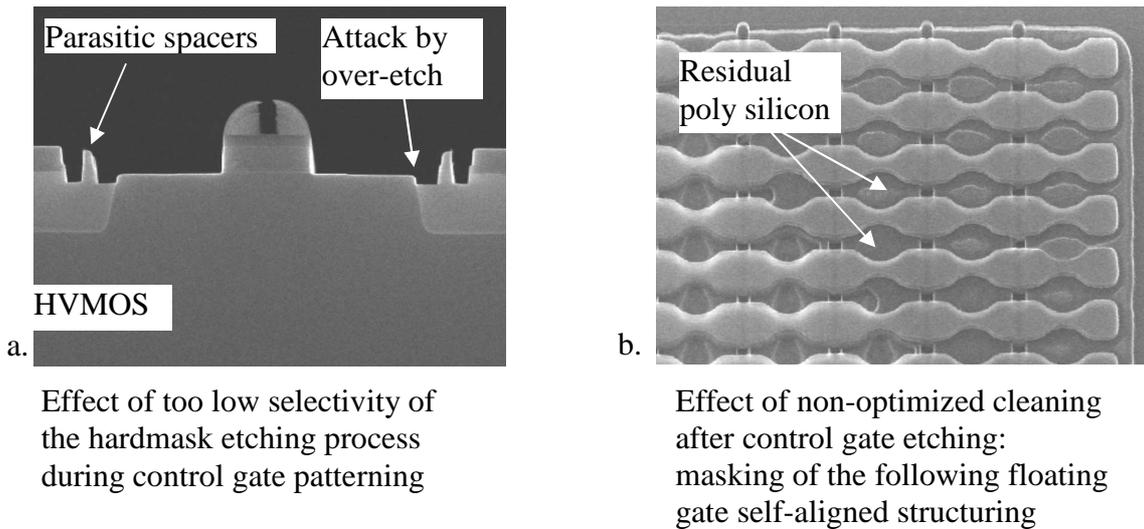 Parasitic spacers
Attack by
over-etch
HVMOS
a.
Effect of too low selectivity of
the hardmask etching process
during control gate patterning
Residual
poly silicon
b.
Effect of non-optimized cleaning
after control gate etching:
masking of the following floating
gate self-aligned structuring